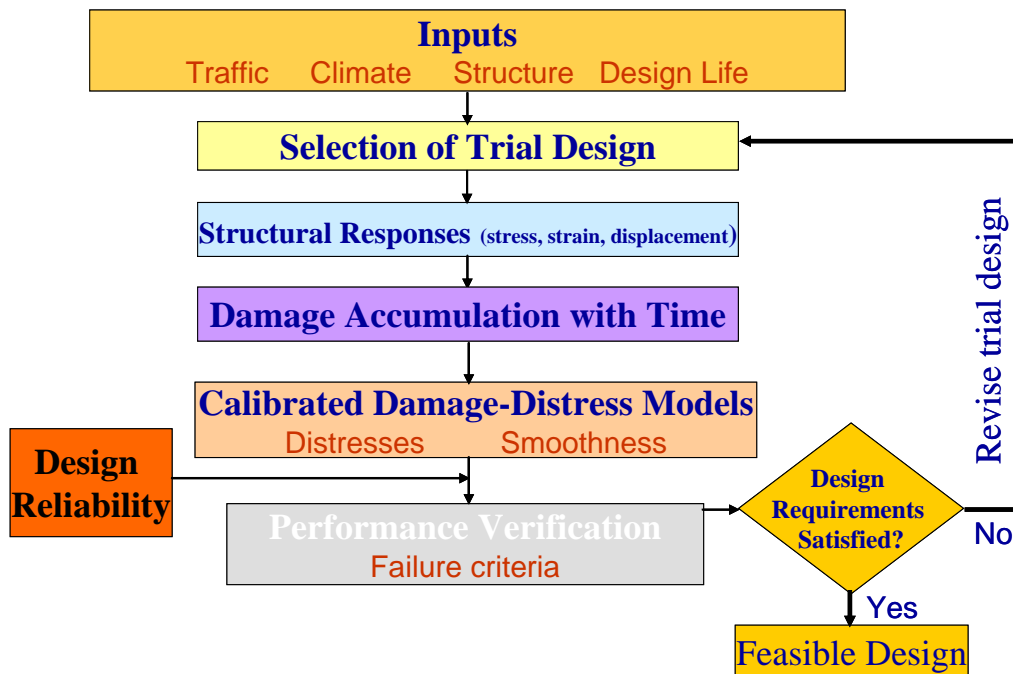 Inputs
Traffic Climate Structure Design Life
Selection of Trial Design
Structural Responses (stress, strain, displacement)
Damage Accumulation with Time
Calibrated Damage-Distress Models
Distresses Smoothness
Design
Reliability
Performance Verification
Failure criteria
Design
Requirements
Satisfied?
No
Revise trial design
Yes
Feasible Design